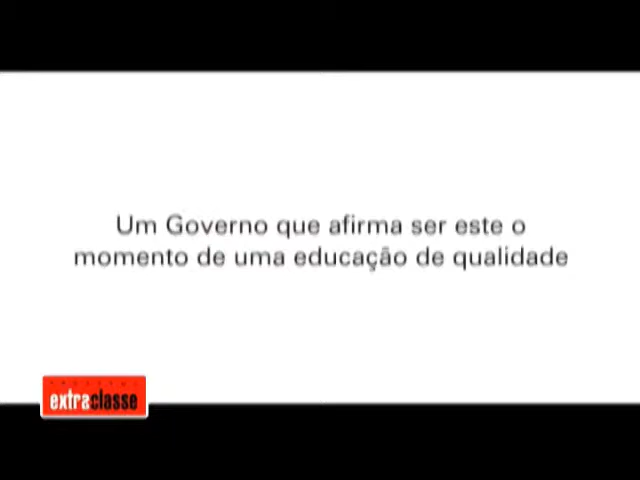 Um Governo que afirma ser este o
momento de uma educação de qualidade
extraclasse